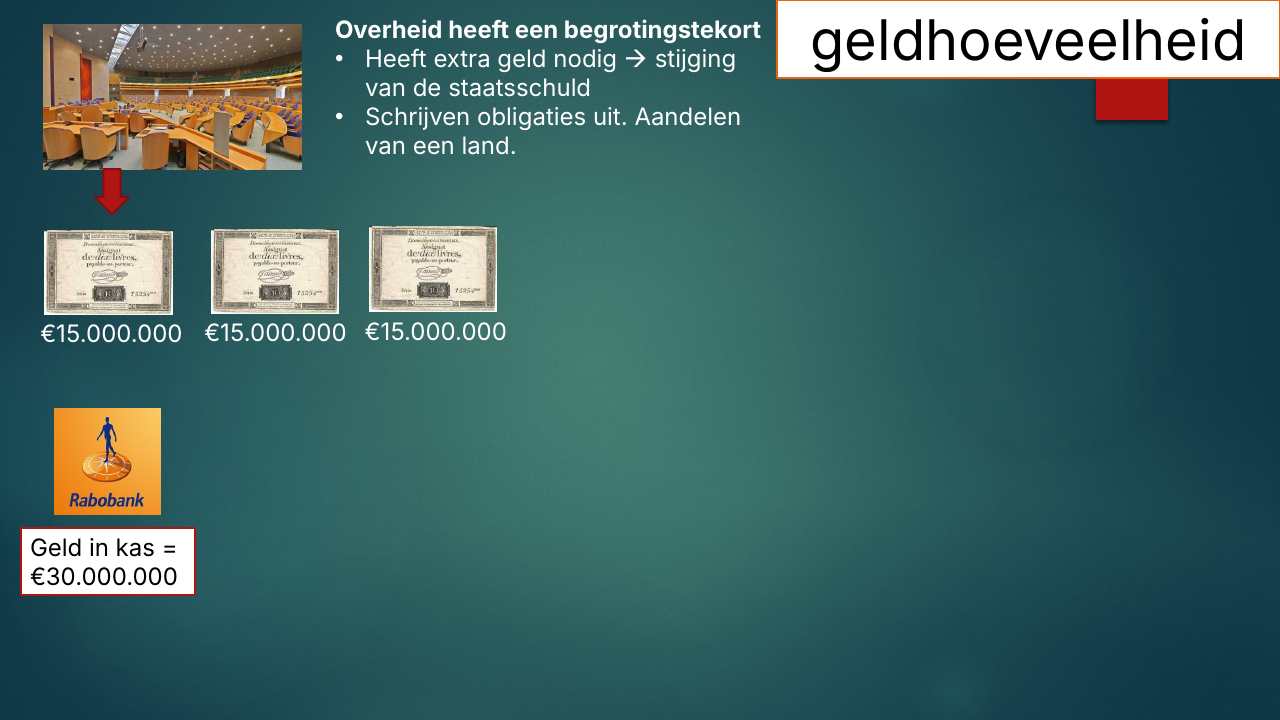 geldhoeveelheid
Overheid heeft een begrotingstekort
• Heeft extra geld nodig → stijging
van de staatsschuld
• Schrijven obligaties uit. Aandelen
van een land.
€15.000.000
€15.000.000
€15.000.000
Rabobank
Geld in kas =
€30.000.000